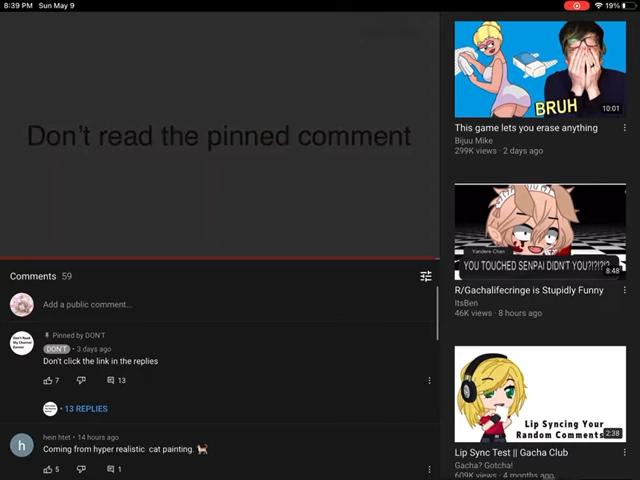 8:39 PM Sun May 9
19%
Don't read the pinned comment
Comments 59
Add a public comment...
Pinned by DON'T
DON'T • 3 days ago
Don't click the link in the replies
7 13
• 13 REPLIES
h
hein htet • 14 hours ago
Coming from hyper realistic cat painting.
5 1
BRUH
10:01
This game lets you erase anything
Bijuu Mike
299K views · 2 days ago
Yandere Chan
YOU TOUCHED SENPAI DIDN'T YOU?!?!?!?
8:48
R/Gachalifecringe is Stupidly Funny
ItsBen
46K views · 8 hours ago
Lip Syncing Your
Random Comments
2:38
Lip Sync Test || Gacha Club
Gacha? Gotcha!
609K views · 4 months ago